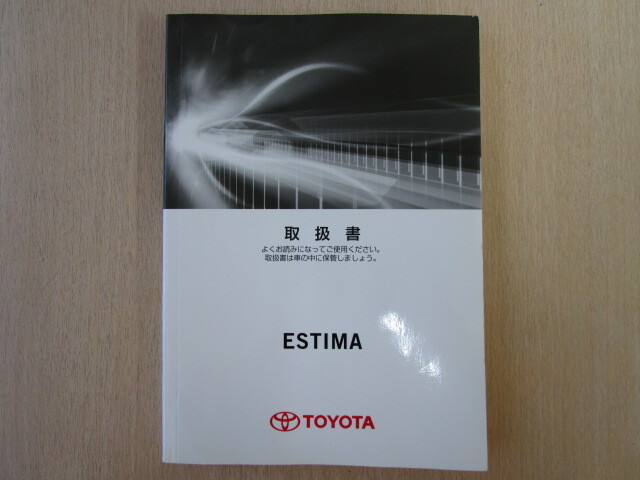 取扱書
よくお読みになってご使用ください。
取扱書は車の中に保管しましょう。
ESTIMA
TOYOTA